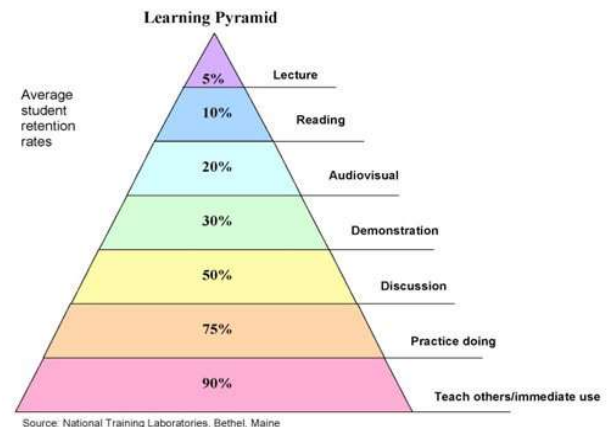 Learning Pyramid
Average
student
retention
rates
5%
Lecture
10%
Reading
20%
Audiovisual
30%
Demonstration
50%
Discussion
75%
Practice doing
90%
Teach others/immediate use
Source: National Training Laboratories, Bethel, Maine